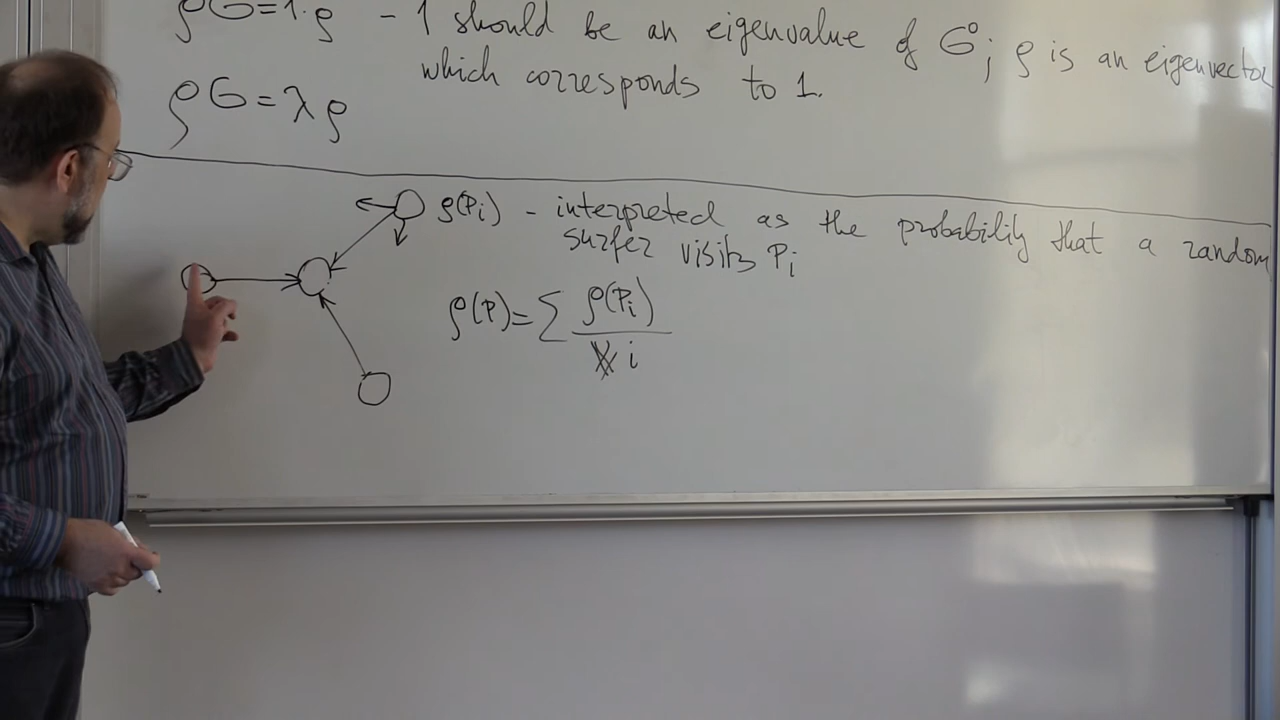 ρG=1·ρ - 1 should be an eigenvalue of G; ρ is an eigenvector
which corresponds to 1.
ρG=λρ
ρ(Pi) - interpreted as the probability that a random
surfer visits Pi
ρ(P)=∑ ρ(Pi)
i